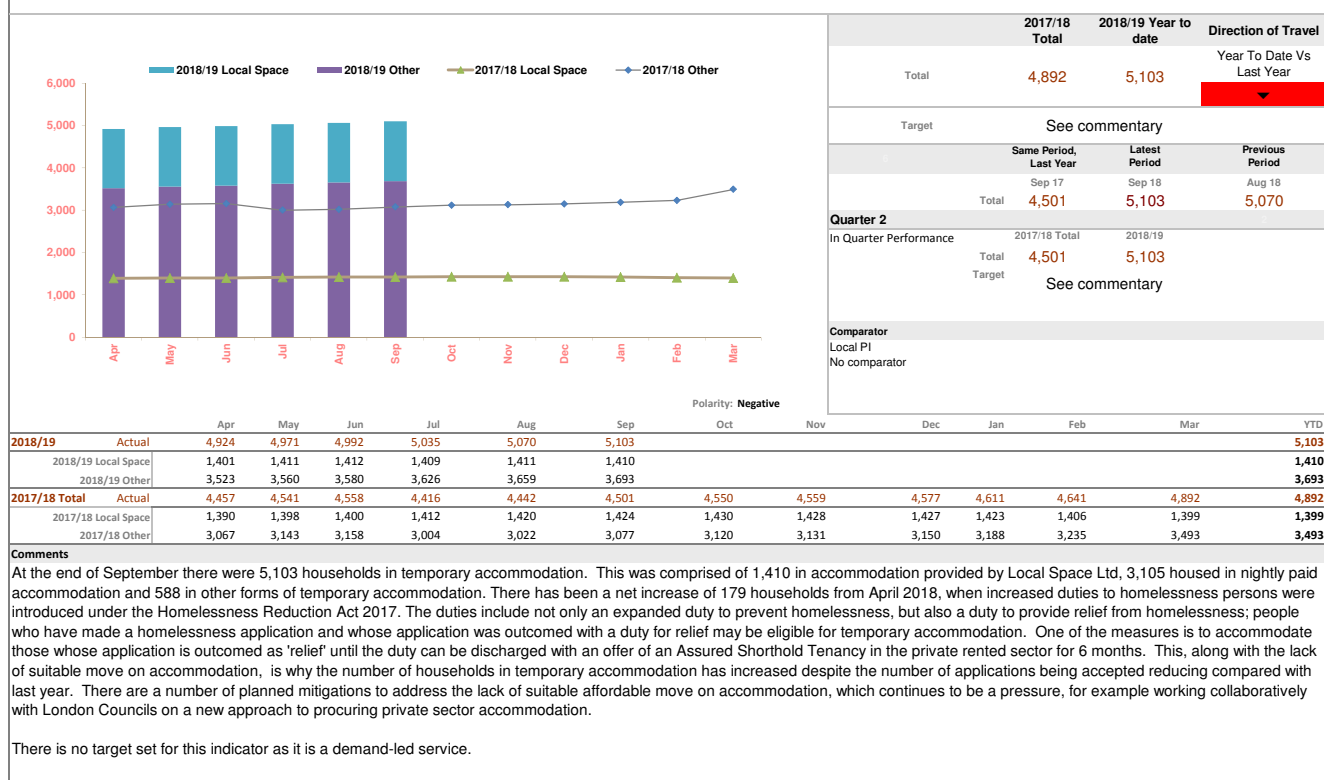 2018/19 Local Space 2018/19 Other 2017/18 Local Space 2017/18 Other
6,000
5,000
4,000
3,000
2,000
1,000
0
Apr May Jun Jul Aug Sep Oct Nov Dec Jan Feb Mar
Polarity: Negative
2017/18 Total 2018/19 Year to date Direction of Travel
Total 4,892 5,103 Year To Date Vs Last Year
▼
Target See commentary
Same Period, Last Year Latest Period Previous Period
Sep 17 Sep 18 Aug 18
Total 4,501 5,103 5,070
Quarter 2
In Quarter Performance 2017/18 Total 2018/19
Total 4,501 5,103
Target See commentary
Comparator
Local PI
No comparator
Apr May Jun Jul Aug Sep Oct Nov Dec Jan Feb Mar YTD
2018/19 Actual 4,924 4,971 4,992 5,035 5,070 5,103 5,103
2018/19 Local Space 1,401 1,411 1,412 1,409 1,411 1,410 1,410
2018/19 Other 3,523 3,560 3,580 3,626 3,659 3,693 3,693
2017/18 Total Actual 4,457 4,541 4,558 4,416 4,442 4,501 4,550 4,559 4,577 4,611 4,641 4,892 4,892
2017/18 Local Space 1,390 1,398 1,400 1,412 1,420 1,424 1,430 1,428 1,427 1,423 1,406 1,399 1,399
2017/18 Other 3,067 3,143 3,158 3,004 3,022 3,077 3,120 3,131 3,150 3,188 3,235 3,493 3,493
Comments
At the end of September there were 5,103 households in temporary accommodation. This was comprised of 1,410 in accommodation provided by Local Space Ltd, 3,105 housed in nightly paid
accommodation and 588 in other forms of temporary accommodation. There has been a net increase of 179 households from April 2018, when increased duties to homelessness persons were
introduced under the Homelessness Reduction Act 2017. The duties include not only an expanded duty to prevent homelessness, but also a duty to provide relief from homelessness; people
who have made a homelessness application and whose application was outcomed with a duty for relief may be eligible for temporary accommodation. One of the measures is to accommodate
those whose application is outcomed as 'relief' until the duty can be discharged with an offer of an Assured Shorthold Tenancy in the private rented sector for 6 months. This, along with the lack
of suitable move on accommodation, is why the number of households in temporary accommodation has increased despite the number of applications being accepted reducing compared with
last year. There are a number of planned mitigations to address the lack of suitable affordable move on accommodation, which continues to be a pressure, for example working collaboratively
with London Councils on a new approach to procuring private sector accommodation.
There is no target set for this indicator as it is a demand-led service.